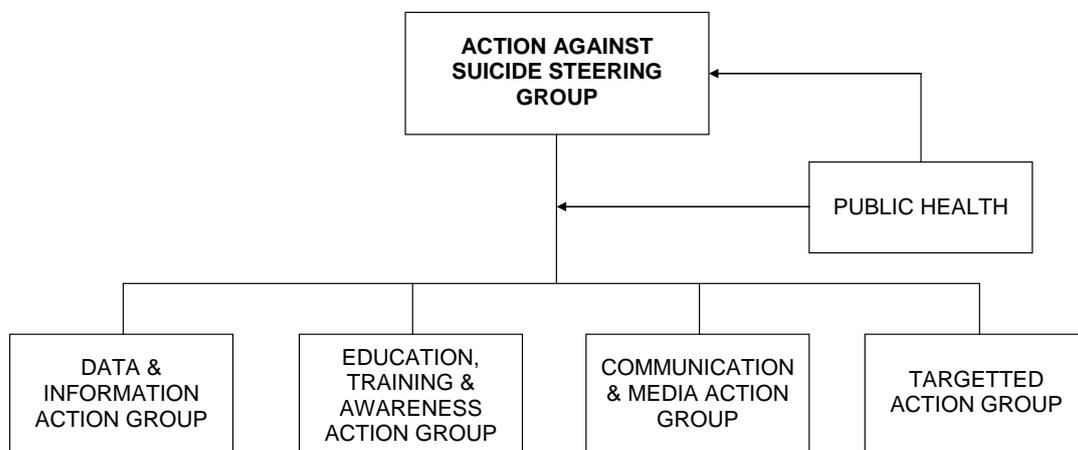 ACTION AGAINST
SUICIDE STEERING
GROUP
PUBLIC HEALTH
DATA &
INFORMATION
ACTION GROUP
EDUCATION,
TRAINING &
AWARENESS
ACTION GROUP
COMMUNICATION
& MEDIA ACTION
GROUP
TARGETTED
ACTION GROUP